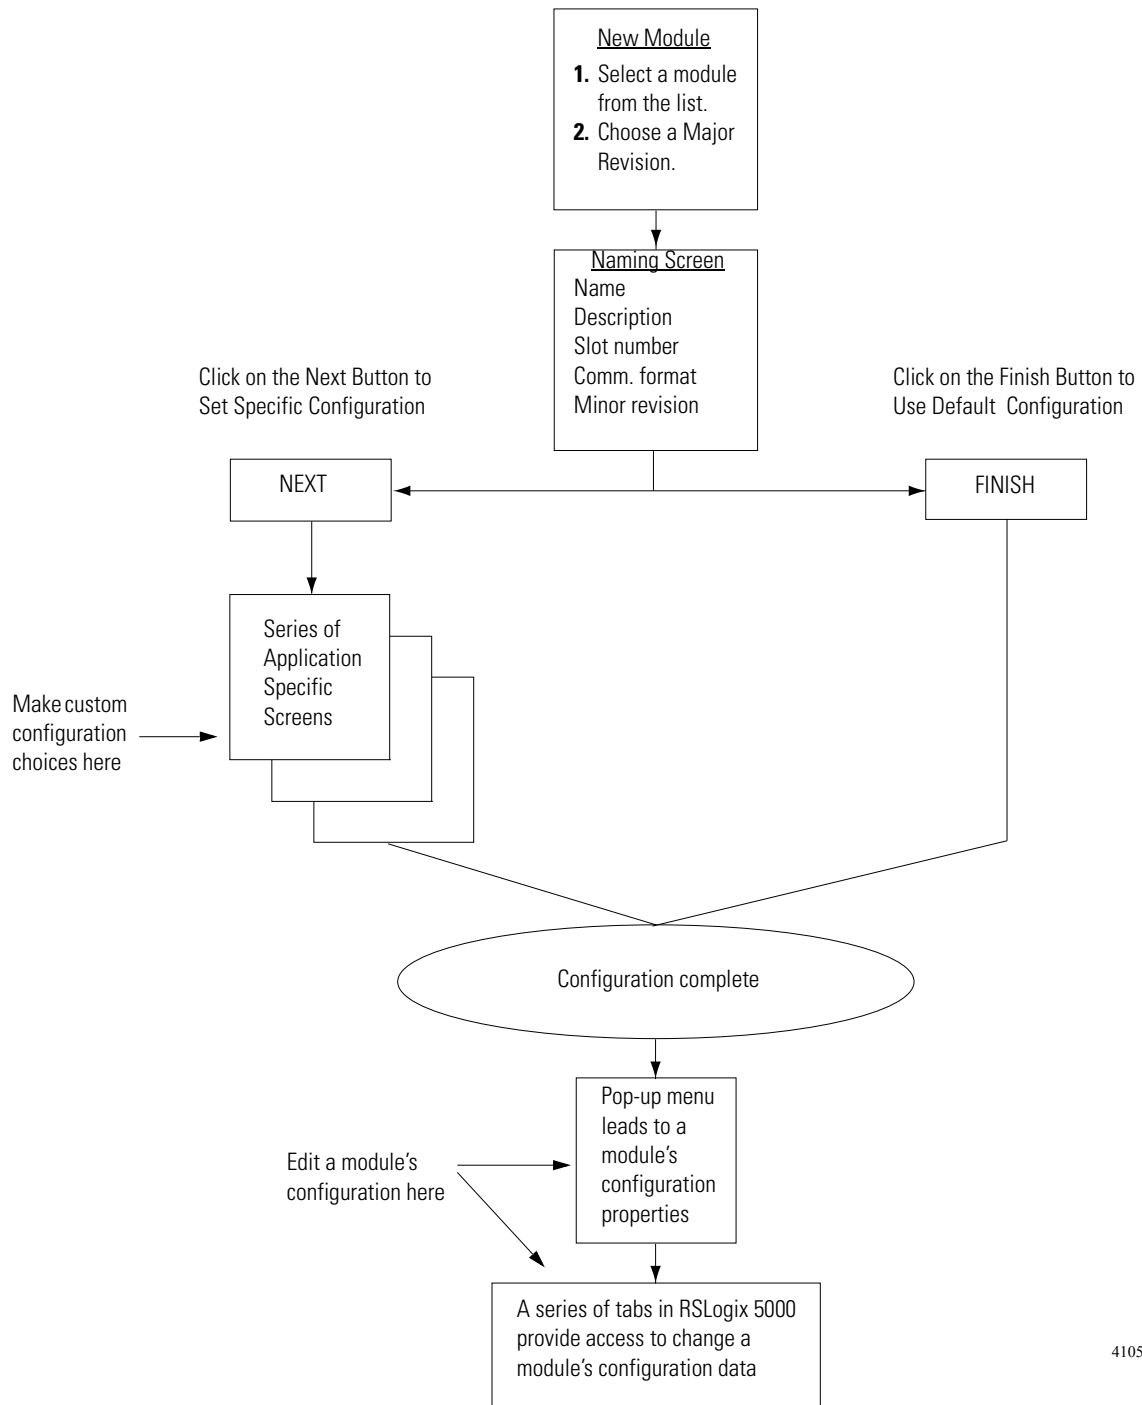 New Module
1. Select a module
from the list.
2. Choose a Major
Revision.
Naming Screen
Name
Description
Slot number
Comm. format
Minor revision
Click on the Next Button to
Set Specific Configuration
Click on the Finish Button to
Use Default Configuration
NEXT
FINISH
Series of
Application
Specific
Screens
Make custom
configuration
choices here
Configuration complete
Pop-up menu
leads to a
module's
configuration
properties
Edit a module's
configuration here
A series of tabs in RSLogix 5000
provide access to change a
module's configuration data
4105